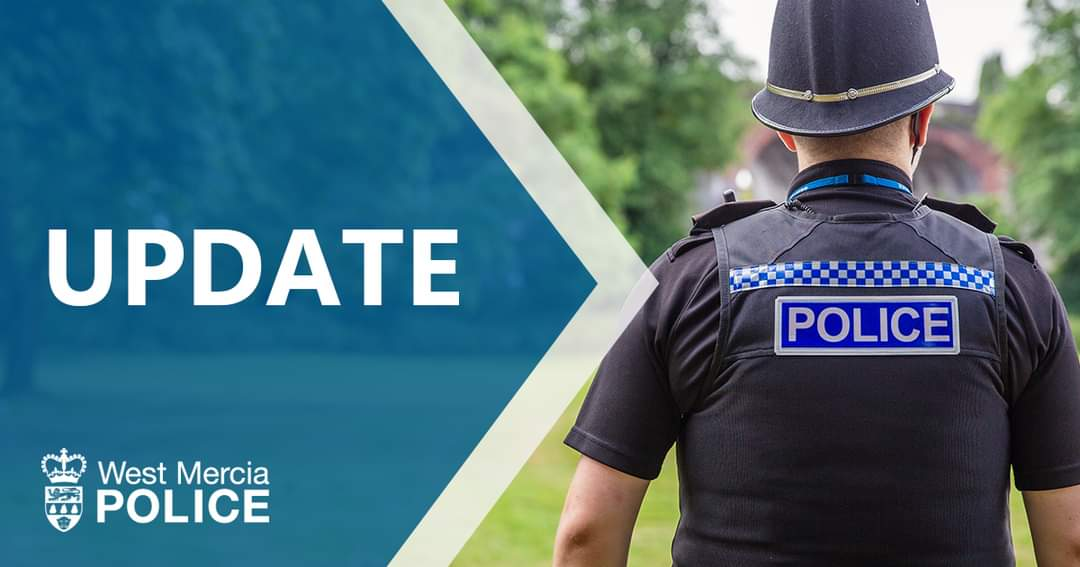 UPDATE
West Mercia
POLICE
POLICE